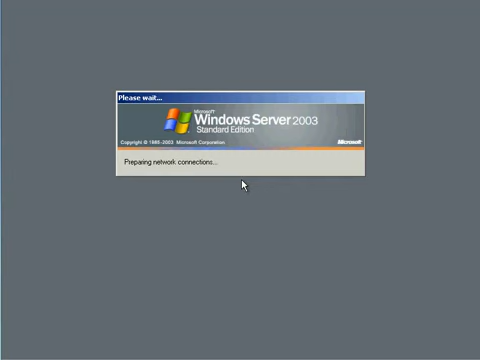 Please wait...
Microsoft
Windows Server 2003
Standard Edition
Copyright © 1985-2003 Microsoft Corporation
Microsoft
Preparing network connections...